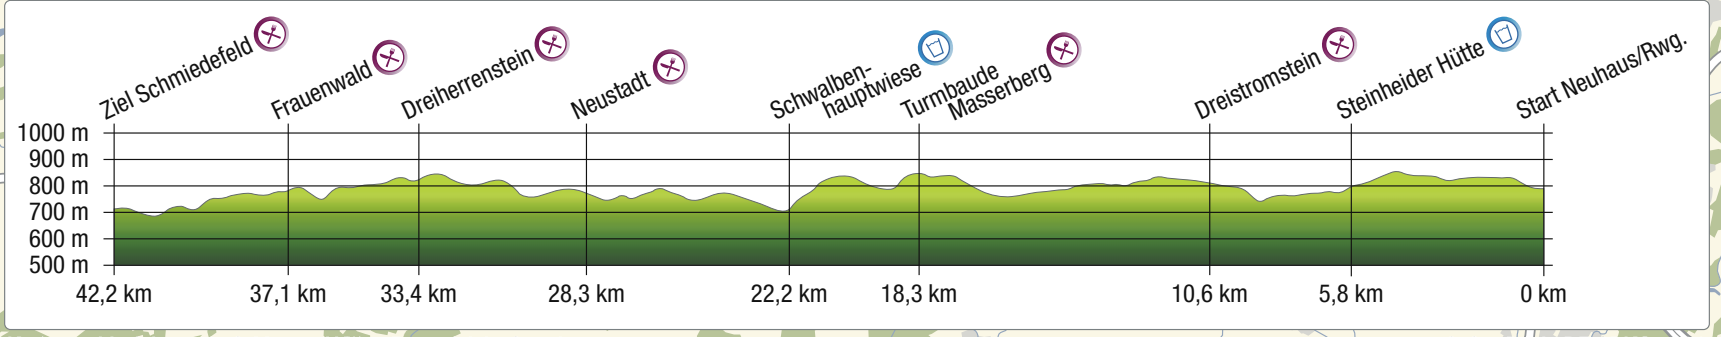 Ziel Schmiedefeld
Frauenwald
Dreiherrenstein
Neustadt
Schwalben-
hauptwiese
Turmbaude
Masserberg
Dreistromstein
Steinheider Hütte
Start Neuhaus/Rwg.
1000 m
900 m
800 m
700 m
600 m
500 m
42,2 km
37,1 km
33,4 km
28,3 km
22,2 km
18,3 km
10,6 km
5,8 km
0 km